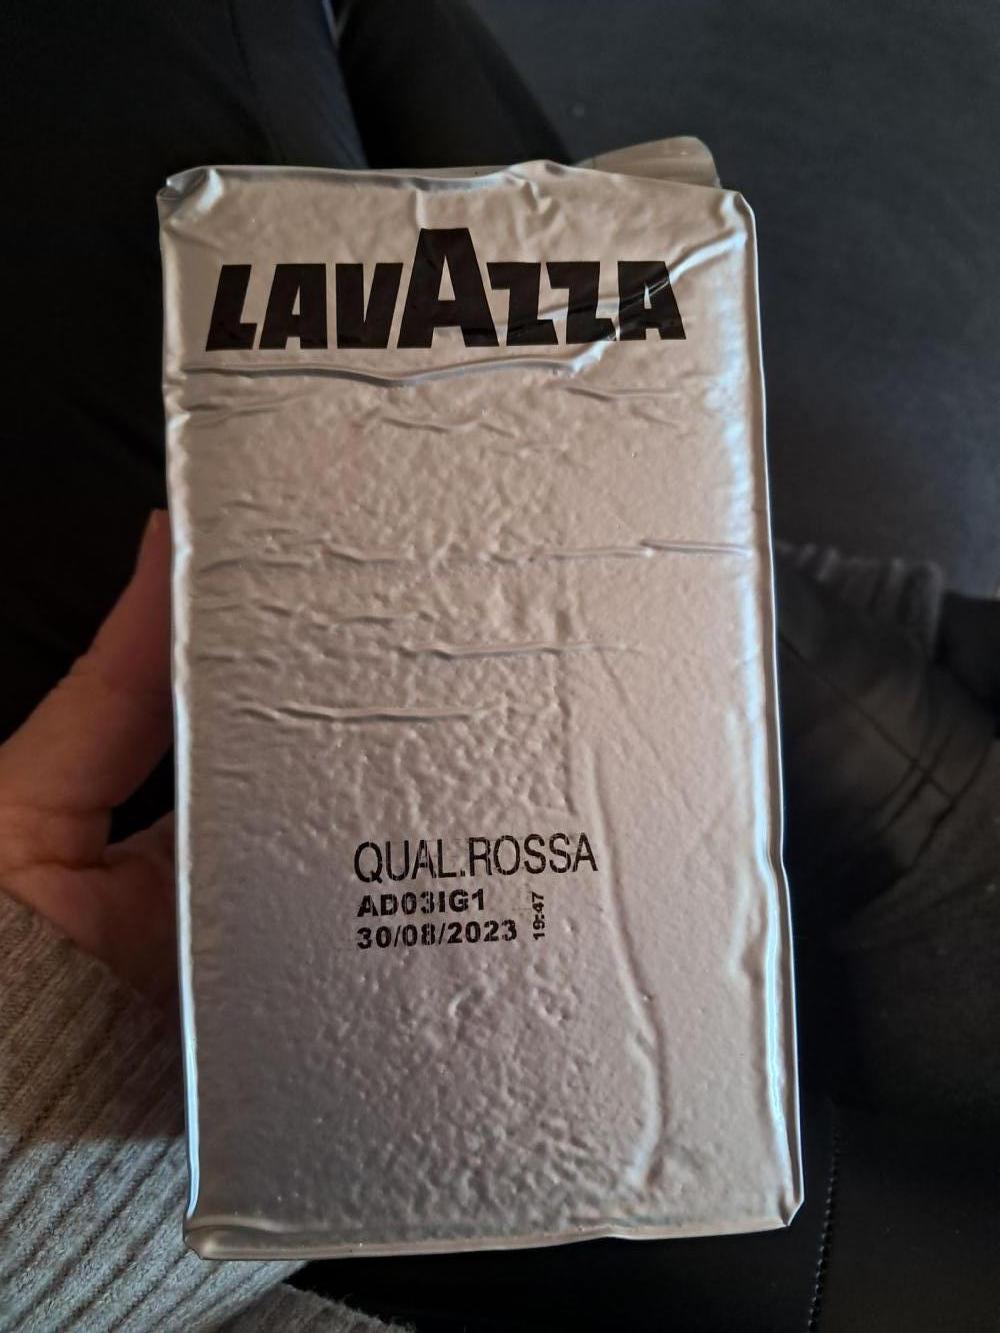 LAVAZZA
QUAL.ROSSA
AD03IG1
30/08/2023
19:47